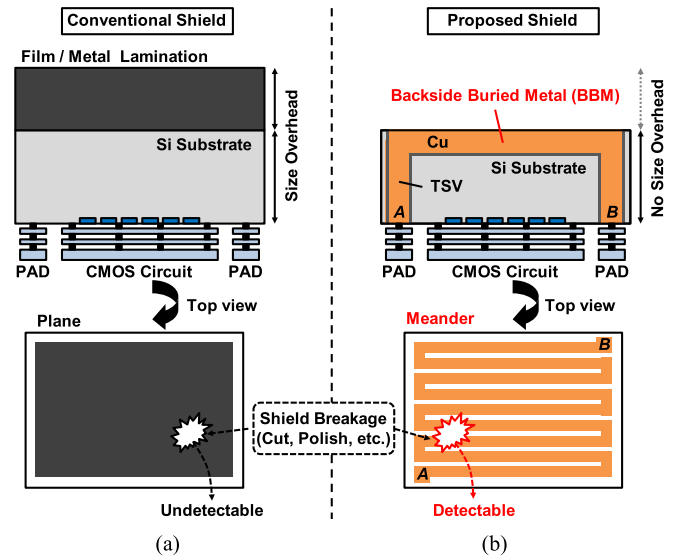 Conventional Shield
Film / Metal Lamination
Si Substrate
Size Overhead
PAD
CMOS Circuit
PAD
Top view
Plane
Undetectable
(a)
Shield Breakage
(Cut, Polish, etc.)
Proposed Shield
Backside Buried Metal (BBM)
Cu
Si Substrate
TSV
A
B
No Size Overhead
PAD
CMOS Circuit
PAD
Top view
Meander
B
A
Detectable
(b)